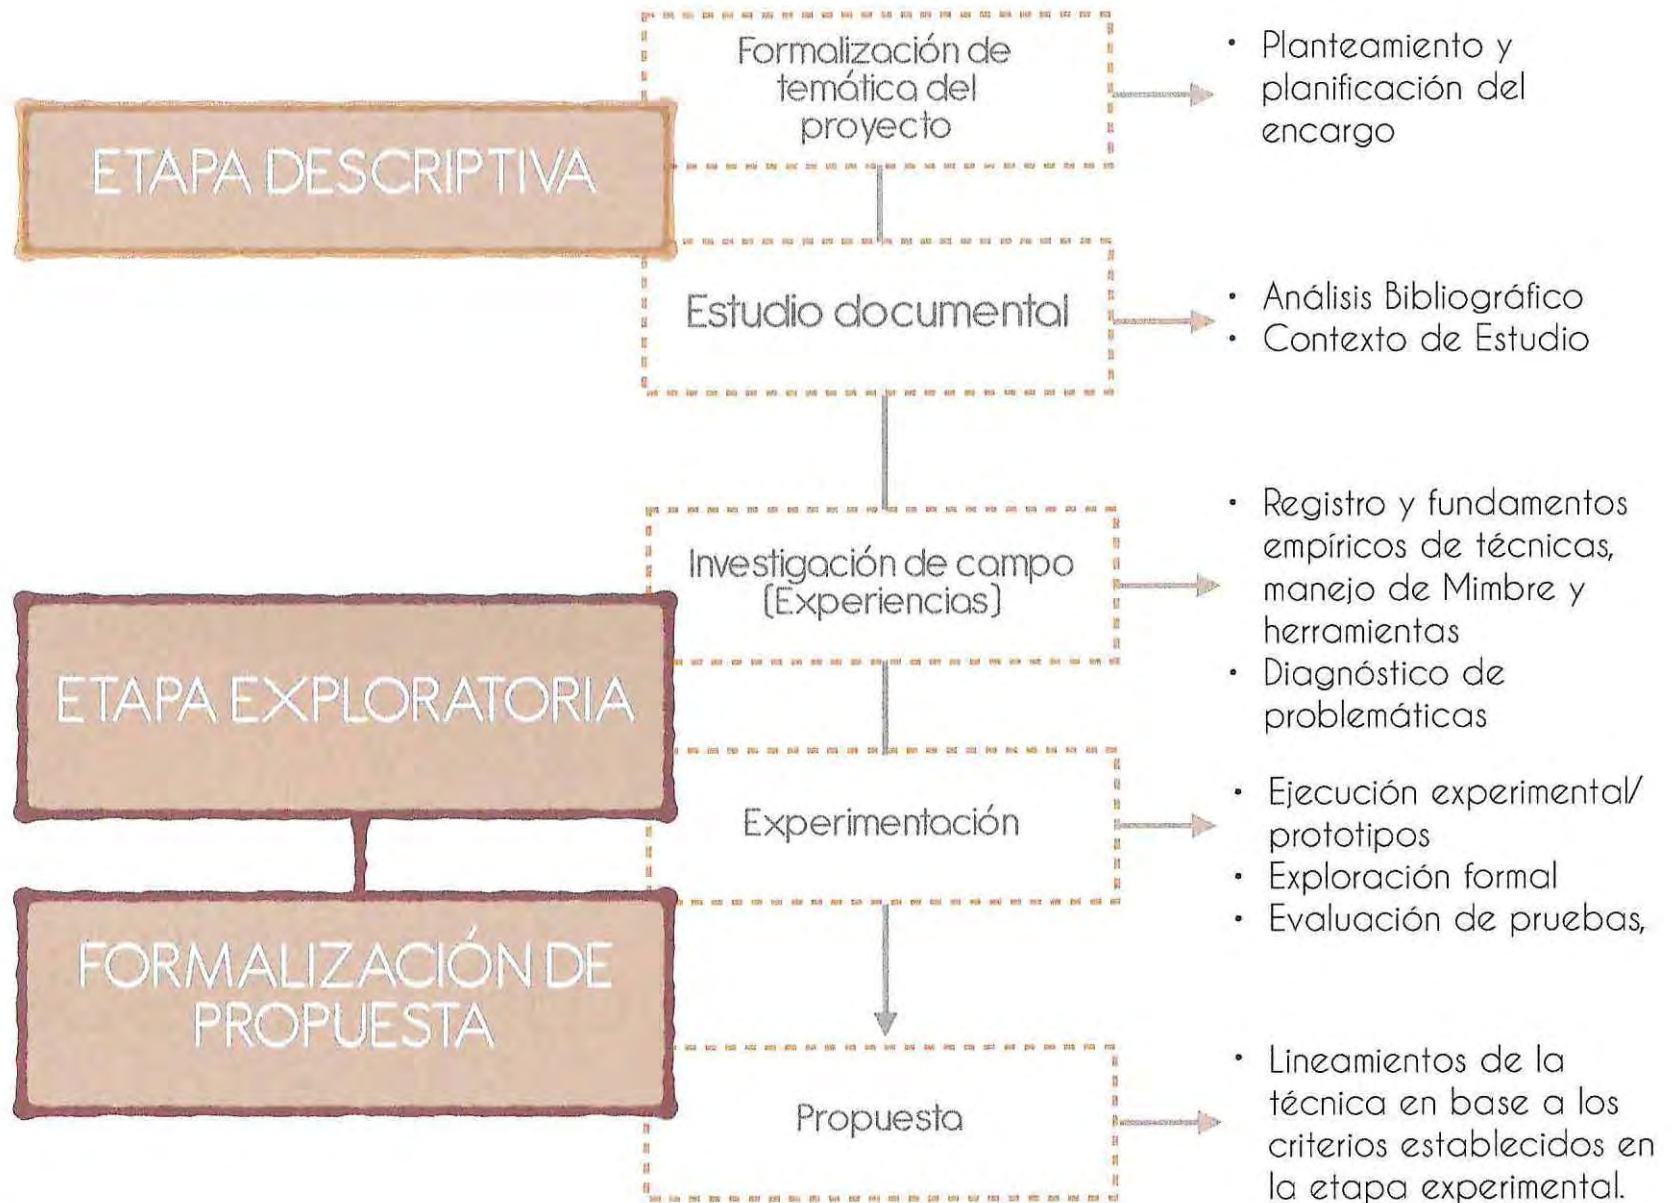 Formalización de
temática del
proyecto
• Planteamiento y
planificación del
encargo
ETAPA DESCRIPTIVA
Estudio documental
• Análisis Bibliográfico
• Contexto de Estudio
Investigación de campo
(Experiencias)
• Registro y fundamentos
empíricos de técnicas,
manejo de Mimbre y
herramientas
• Diagnóstico de
problemáticas
ETAPA EXPLORATORIA
Experimentación
• Ejecución experimental/
prototipos
• Exploración formal
• Evaluación de pruebas,
FORMALIZACIÓN DE
PROPUESTA
Propuesta
• Lineamientos de la
técnica en base a los
criterios establecidos en
la etapa experimental.